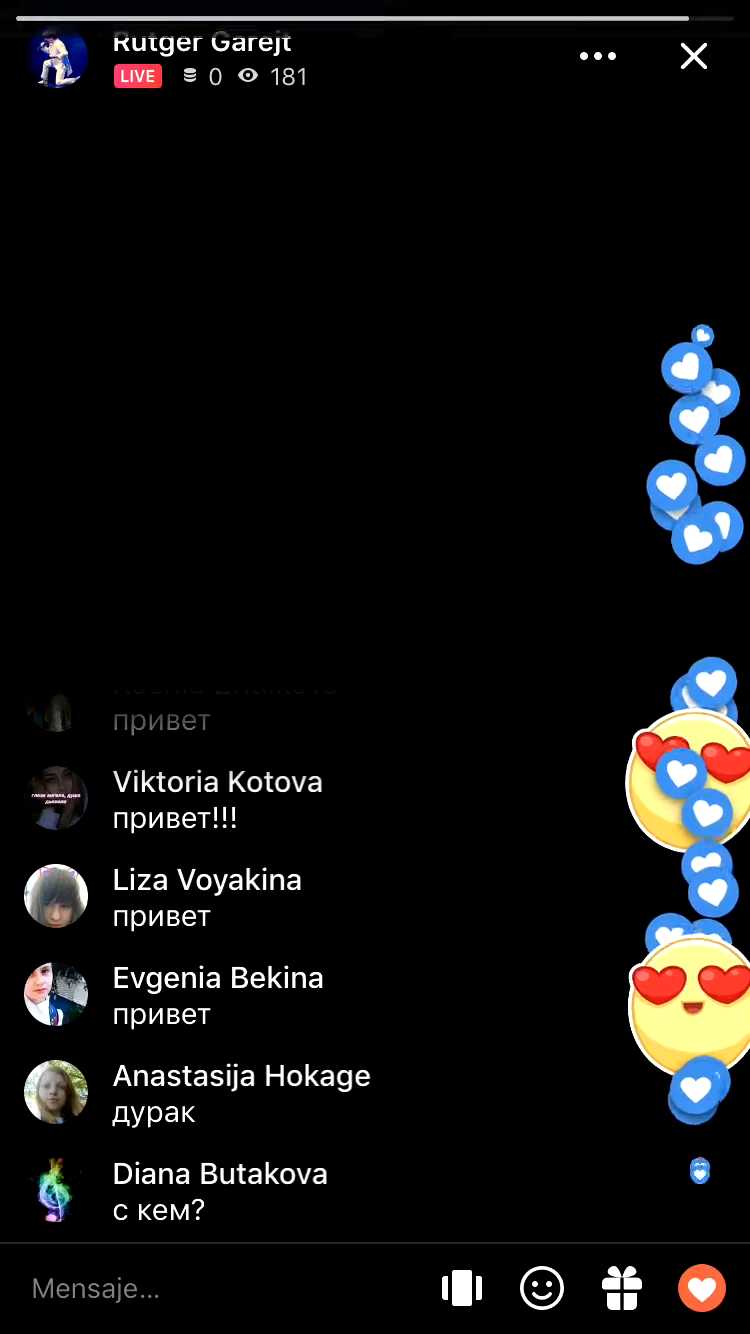 Rutger Garejt
LIVE 0 181
привет
Viktoria Kotova
привет!!!
Liza Voyakina
привет
Evgenia Bekina
привет
Anastasija Hokage
дурак
Diana Butakova
с кем?
Mensaje...